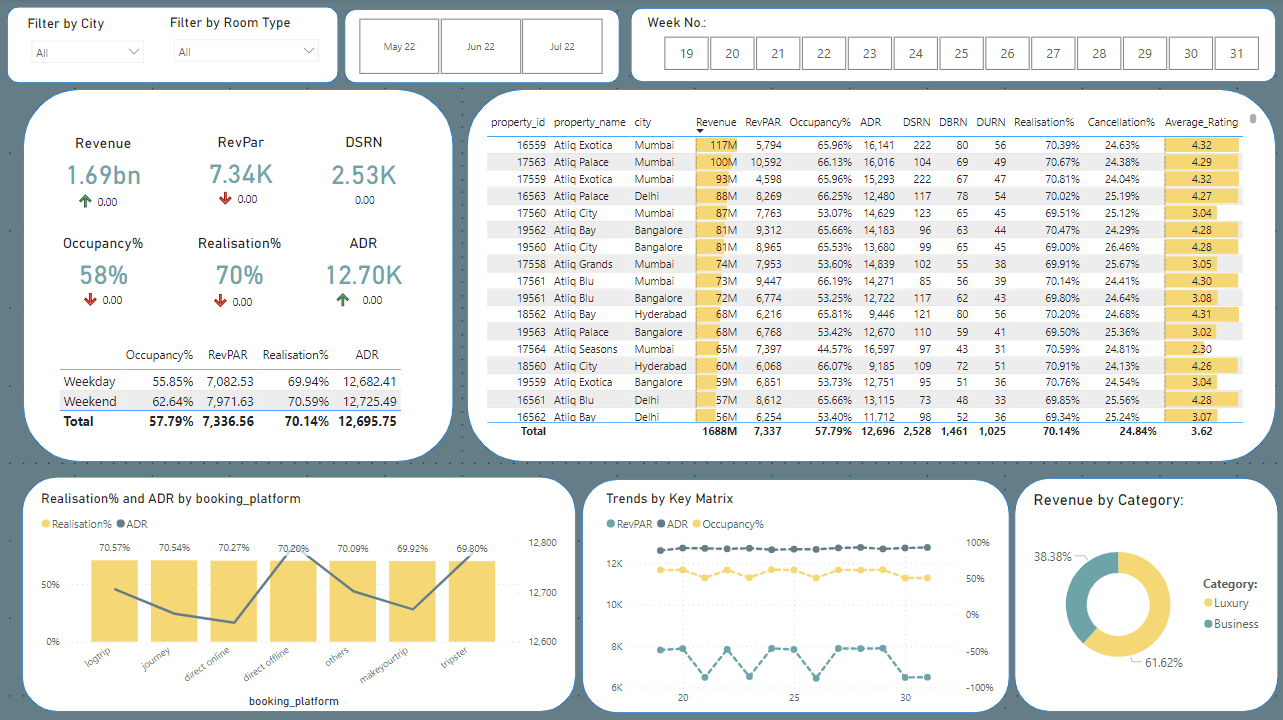 Filter by City
All
Filter by Room Type
All
May 22
Jun 22
Jul 22
Week No.:
19 20 21 22 23 24 25 26 27 28 29 30 31
Revenue
1.69bn
0.00
RevPar
7.34K
0.00
DSRN
2.53K
0.00
Occupancy%
58%
0.00
Realisation%
70%
0.00
ADR
12.70K
0.00
Occupancy% RevPAR Realisation% ADR
Weekday 55.85% 7,082.53 69.94% 12,682.41
Weekend 62.64% 7,971.63 70.59% 12,725.49
Total 57.79% 7,336.56 70.14% 12,695.75
property_id property_name city Revenue RevPAR Occupancy% ADR DSRN DBRN DURN Realisation% Cancellation% Average_Rating
16559 Atliq Exotica Mumbai 117M 5,794 65.96% 16,141 222 80 56 70.39% 24.63% 4.32
17563 Atliq Palace Mumbai 100M 10,592 66.13% 16,016 104 69 49 70.67% 24.38% 4.29
17559 Atliq Exotica Mumbai 93M 4,598 65.96% 15,293 222 67 47 70.81% 24.04% 4.32
16563 Atliq Palace Delhi 88M 8,269 66.25% 12,480 117 78 54 70.02% 25.19% 4.27
17560 Atliq City Mumbai 87M 7,763 53.07% 14,629 123 65 45 69.51% 25.12% 3.04
19562 Atliq Bay Bangalore 81M 9,312 65.66% 14,183 96 63 44 70.47% 24.29% 4.28
19560 Atliq City Bangalore 81M 8,965 65.53% 13,680 99 65 45 69.00% 26.46% 4.28
17558 Atliq Grands Mumbai 74M 7,953 53.60% 14,839 102 55 38 69.91% 25.67% 3.05
17561 Atliq Blu Mumbai 73M 9,447 66.19% 14,271 85 56 39 70.14% 24.41% 4.30
19561 Atliq Blu Bangalore 72M 6,774 53.25% 12,722 117 62 43 69.80% 24.64% 3.08
18562 Atliq Bay Hyderabad 68M 6,216 65.81% 9,446 121 80 56 70.20% 24.68% 4.31
19563 Atliq Palace Bangalore 68M 6,768 53.42% 12,670 110 59 41 69.50% 25.36% 3.02
17564 Atliq Seasons Mumbai 65M 7,397 44.57% 16,597 97 43 31 70.59% 24.81% 2.30
18560 Atliq City Hyderabad 60M 6,068 66.07% 9,185 109 72 51 70.91% 24.13% 4.26
19559 Atliq Exotica Bangalore 59M 6,851 53.73% 12,751 95 51 36 70.76% 24.54% 3.04
16561 Atliq Blu Delhi 57M 8,612 65.66% 13,115 73 48 33 69.85% 25.56% 4.28
16562 Atliq Bay Delhi 56M 6,254 53.40% 11,712 98 52 36 69.34% 25.24% 3.07
Total 1688M 7,337 57.79% 12,696 2,528 1,461 1,025 70.14% 24.84% 3.62
Realisation% and ADR by booking_platform
Realisation% ADR
70.57% 70.54% 70.27% 70.20% 70.09% 69.92% 69.80%
50%
0%
12,800
12,700
12,600
logtrip journey direct online direct offline others makeyourtrip tripster
booking_platform
Trends by Key Matrix
RevPAR ADR Occupancy%
12K
10K
8K
6K
100%
50%
0%
-50%
-100%
20 25 30
Revenue by Category:
38.38%
61.62%
Category:
Luxury
Business